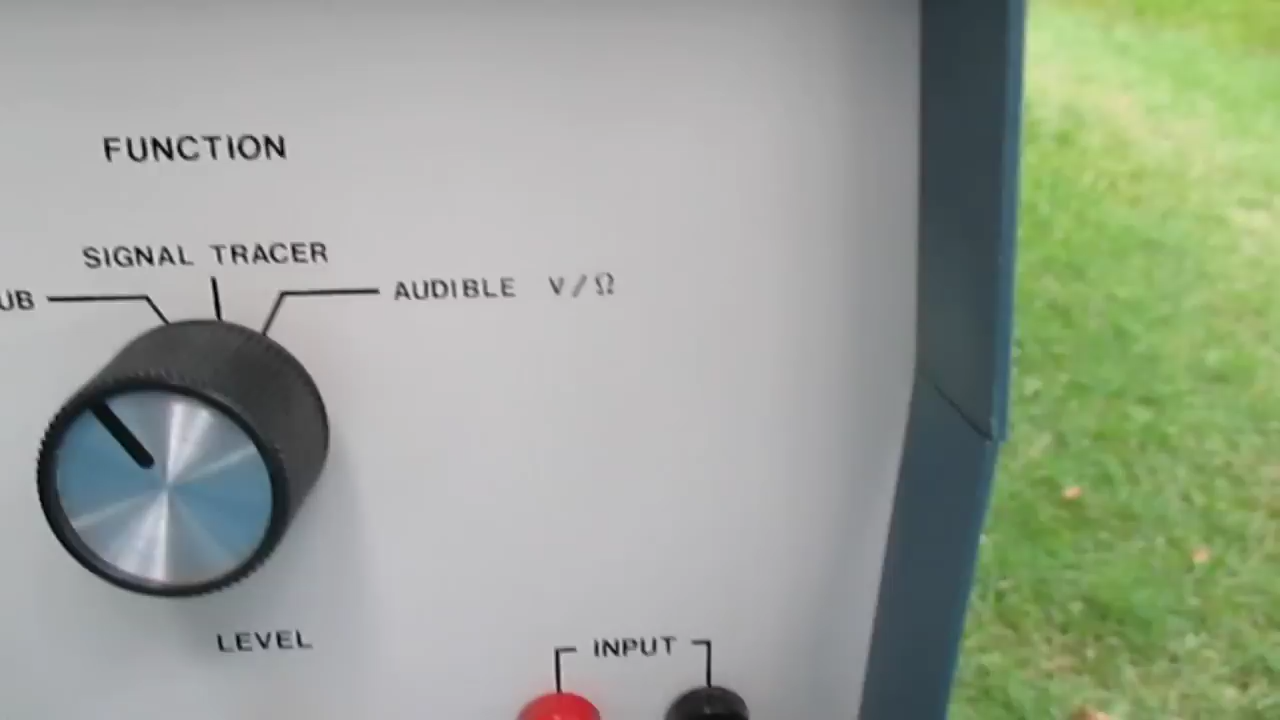 FUNCTION
SIGNAL TRACER
UB
AUDIBLE V/Ω
LEVEL
INPUT